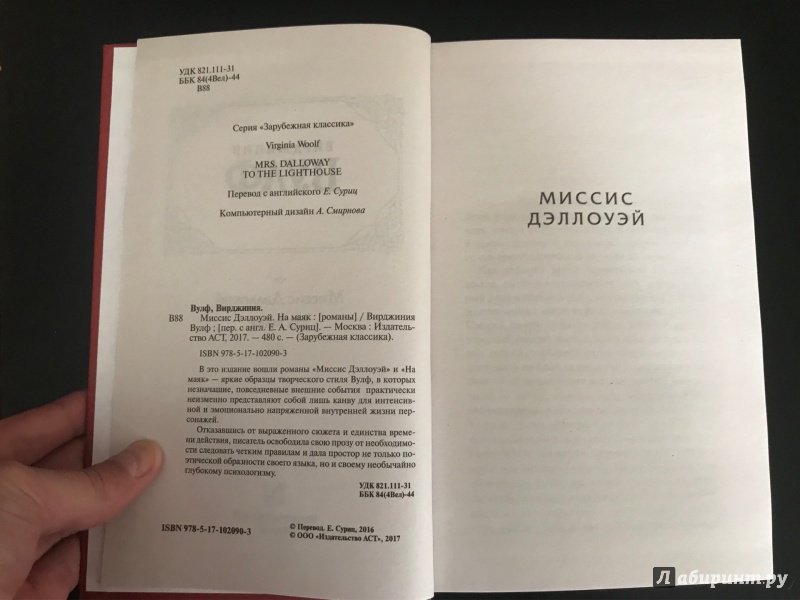 УДК 821.111-31
ББК 84(4Вел)-44
В88
Серия «Зарубежная классика»
Virginia Woolf
MRS. DALLOWAY
TO THE LIGHTHOUSE
Перевод с английского Е. Суриц
Компьютерный дизайн А. Смирнова
Вулф, Вирджиния.
В88 Миссис Дэллоуэй. На маяк : [романы] / Вирджиния
Вулф ; [пер. с англ. Е. А. Суриц]. — Москва : Издатель-
ство АСТ, 2017. — 480 с. — (Зарубежная классика).
ISBN 978-5-17-102090-3
В это издание вошли романы «Миссис Дэллоуэй» и «На
маяк» — яркие образцы творческого стиля Вулф, в которых
незначащие, повседневные внешние события практически
неизменно представляют собой лишь канву для интенсив-
ной и эмоционально напряженной внутренней жизни пер-
сонажей.
Отказавшись от выраженного сюжета и единства време-
ни действия, писатель освободила свою прозу от необходимо-
сти следовать четким правилам и дала простор не только по-
этической образности своего языка, но и своему необычайно
глубокому психологизму.
УДК 821.111-31
ББК 84(4Вел)-44
ISBN 978-5-17-102090-3
© Перевод. Е. Суриц, 2016
© ООО «Издательство АСТ», 2017
МИССИС
ДЭЛЛОУЭЙ
Лабиринт.ру